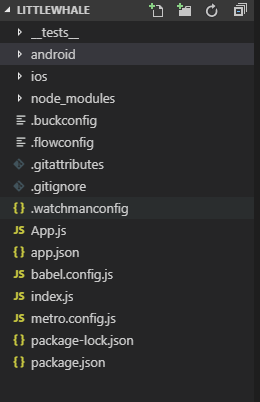 LITTLEWHALE
__tests__
android
ios
node_modules
.buckconfig
.flowconfig
.gitattributes
.gitignore
{ } .watchmanconfig
JS App.js
{ } app.json
JS babel.config.js
JS index.js
JS metro.config.js
{ } package-lock.json
{ } package.json